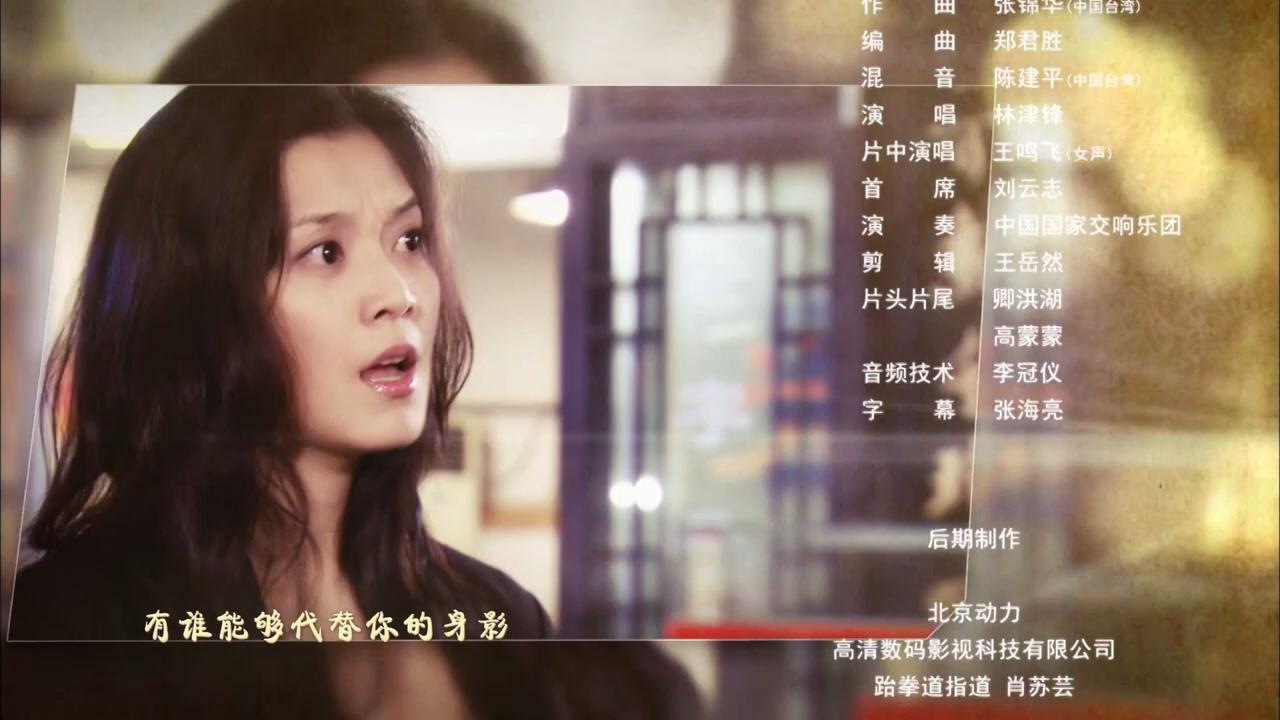 作曲 张锦华(中国台湾)
编曲 郑君胜
混音 陈建平(中国台湾)
演唱 林津锋
片中演唱 王鸣飞(女声)
首席 刘云志
演奏 中国国家交响乐团
剪辑 王岳然
片头片尾 卿洪湖
高蒙蒙
音频技术 李冠仪
字幕 张海亮
后期制作
北京动力
高清数码影视科技有限公司
跆拳道指道 肖苏芸
有谁能够代替你的身影